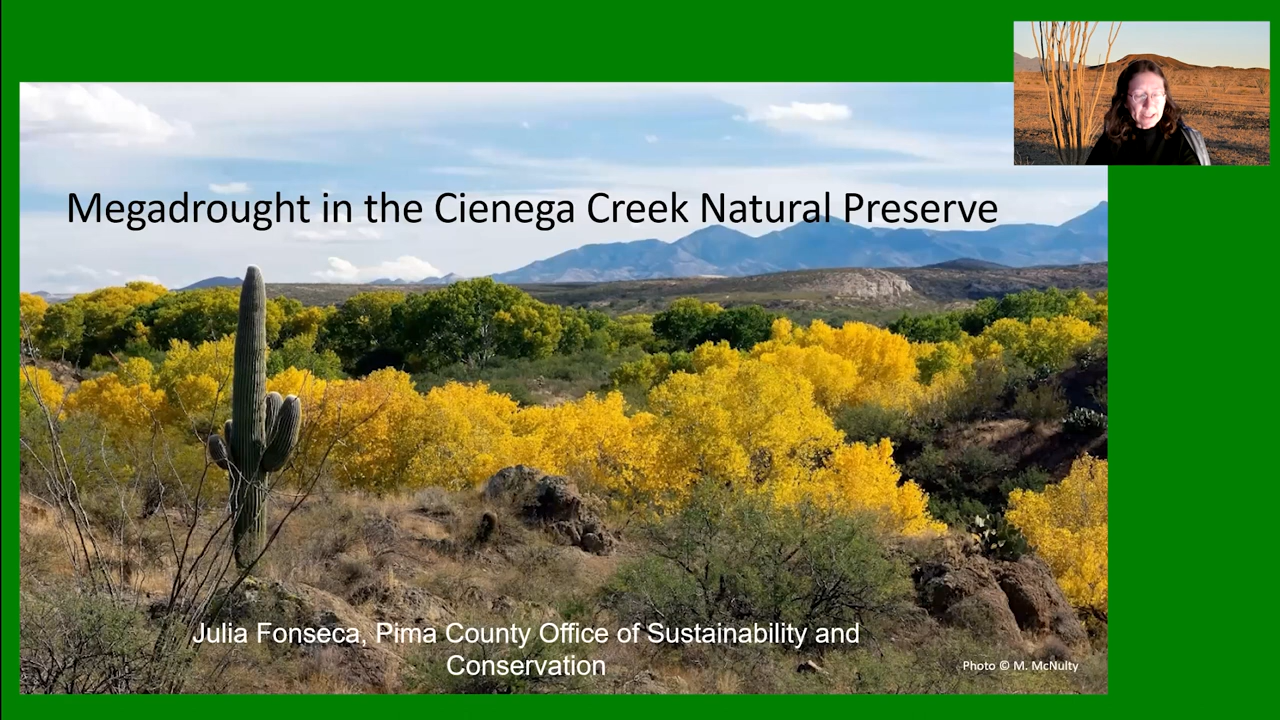 Megadrought in the Cienega Creek Natural Preserve
Julia Fonseca, Pima County Office of Sustainability and
Conservation
Photo © M. McNulty